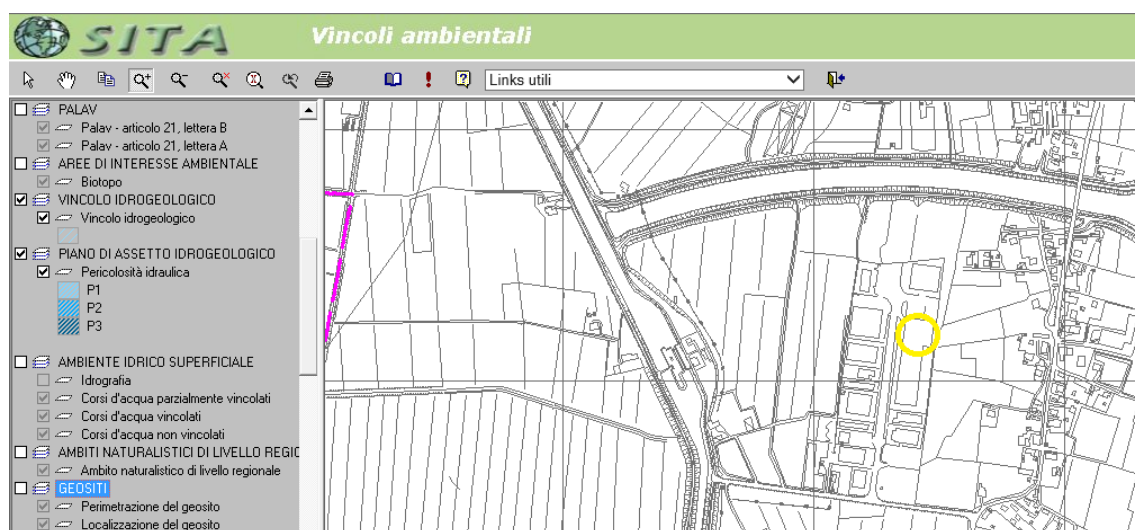 SITA Vincoli ambientali
Links utili
PALAV
Palav - articolo 21, lettera B
Palav - articolo 21, lettera A
AREE DI INTERESSE AMBIENTALE
Biotopo
VINCOLO IDROGEOLOGICO
Vincolo idrogeologico
PIANO DI ASSETTO IDROGEOLOGICO
Pericolosità idraulica
P1
P2
P3
AMBIENTE IDRICO SUPERFICIALE
Idrografia
Corsi d'acqua parzialmente vincolati
Corsi d'acqua vincolati
Corsi d'acqua non vincolati
AMBITI NATURALISTICI DI LIVELLO REGIO
Ambito naturalistico di livello regionale
GEOSITI
Perimetrazione del geosito
Localizzazione del geosito